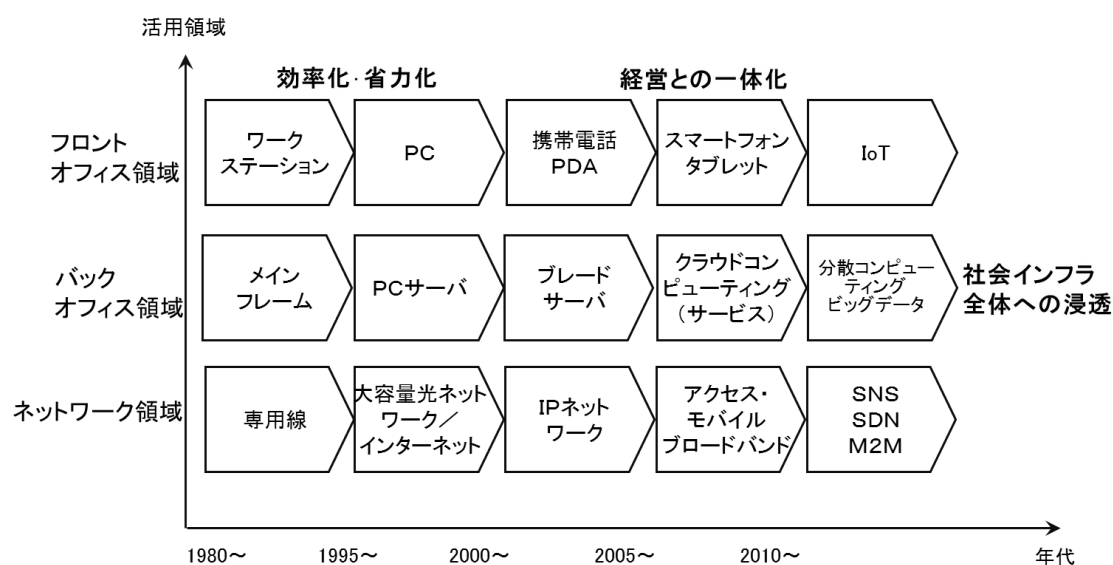 活用領域
効率化・省力化
経営との一体化
フロント
オフィス領域
ワーク
ステーション
PC
携帯電話
PDA
スマートフォン
タブレット
IoT
バック
オフィス領域
メイン
フレーム
PCサーバ
ブレード
サーバ
クラウドコン
ピューティング
(サービス)
分散コンピュー
ティング
ビッグデータ
社会インフラ
全体への浸透
ネットワーク領域
専用線
大容量光ネット
ワーク／
インターネット
IPネット
ワーク
アクセス・
モバイル
ブロードバンド
SNS
SDN
M2M
1980～
1995～
2000～
2005～
2010～
年代